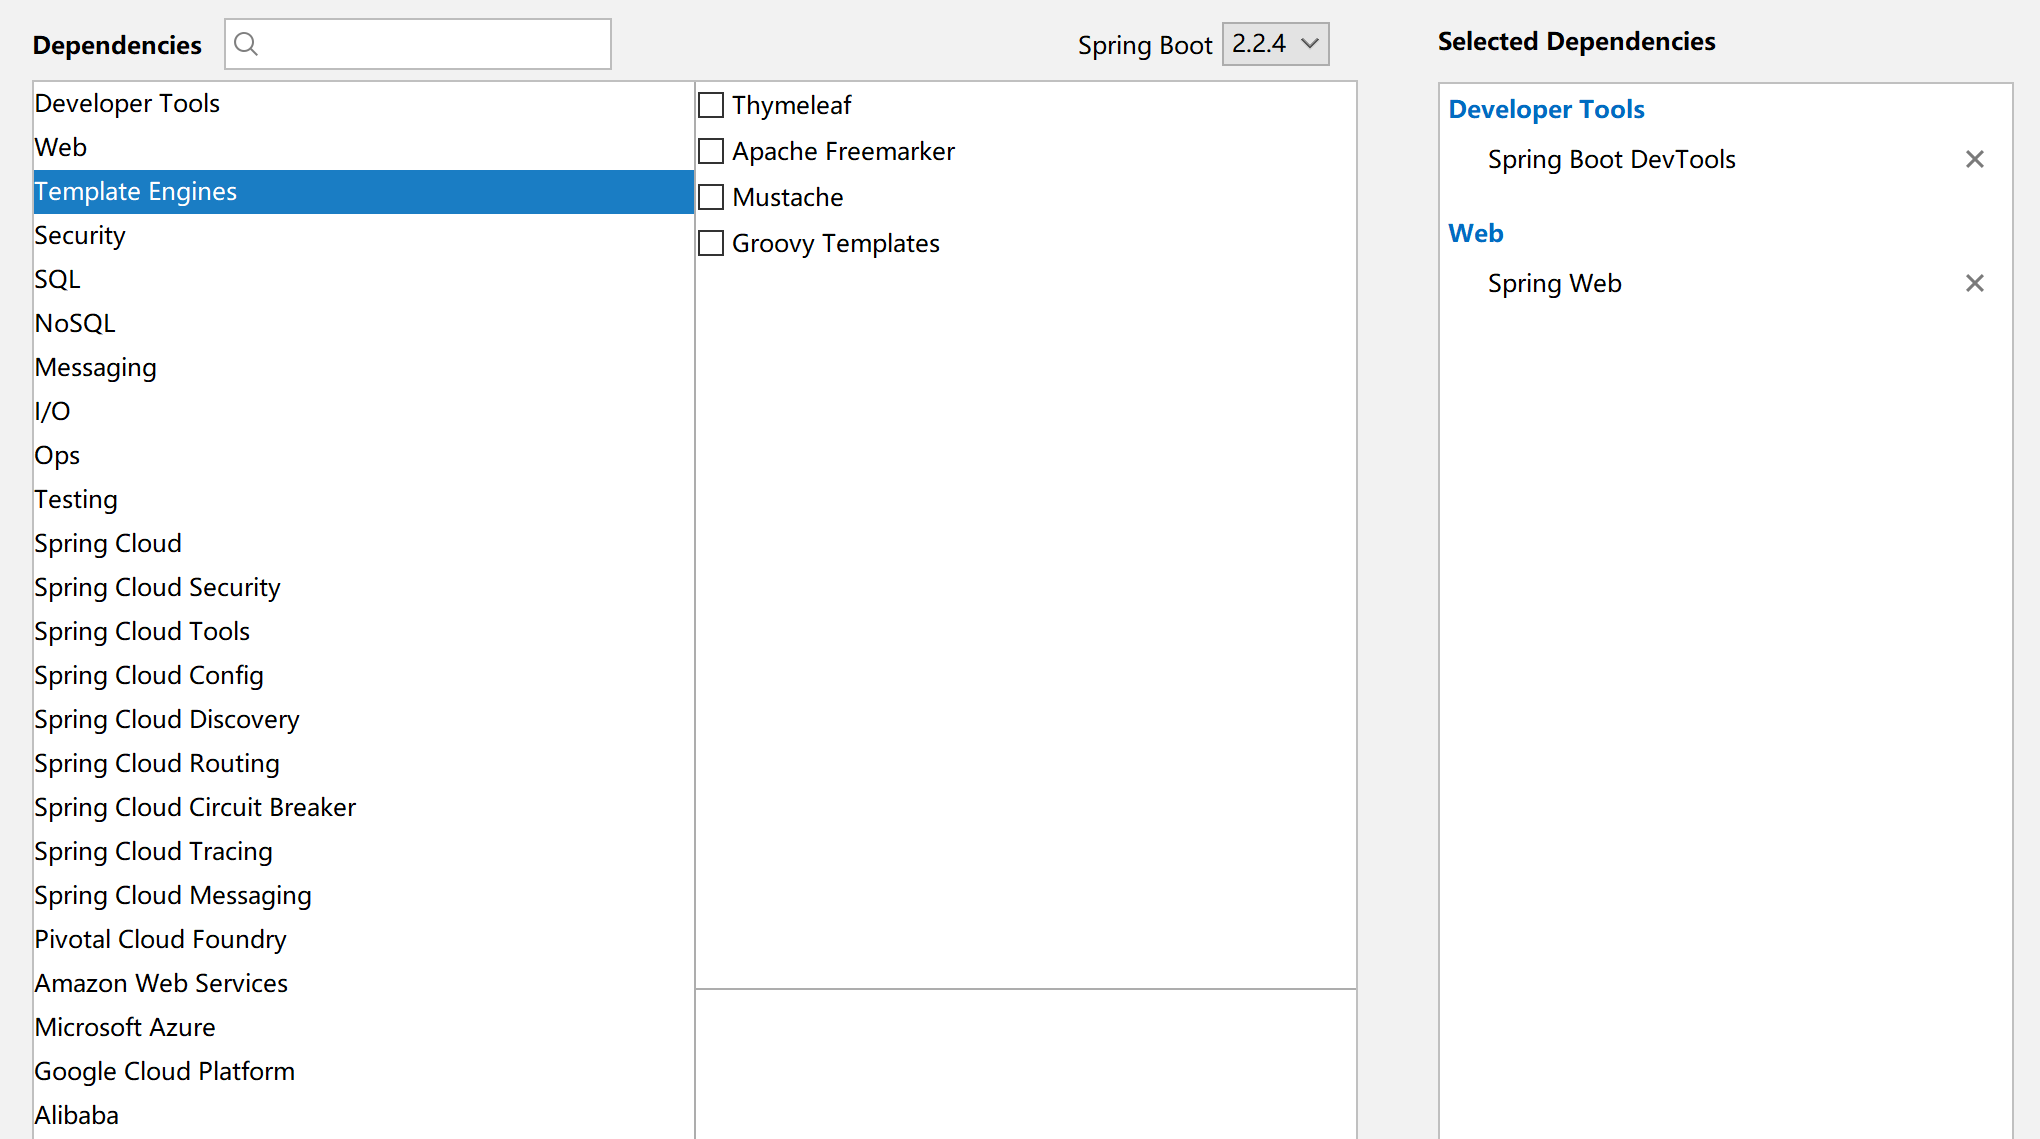 Dependencies
Spring Boot 2.2.4
Developer Tools
Web
Template Engines
Security
SQL
NoSQL
Messaging
I/O
Ops
Testing
Spring Cloud
Spring Cloud Security
Spring Cloud Tools
Spring Cloud Config
Spring Cloud Discovery
Spring Cloud Routing
Spring Cloud Circuit Breaker
Spring Cloud Tracing
Spring Cloud Messaging
Pivotal Cloud Foundry
Amazon Web Services
Microsoft Azure
Google Cloud Platform
Alibaba
Thymeleaf
Apache Freemarker
Mustache
Groovy Templates
Selected Dependencies
Developer Tools
Spring Boot DevTools
Web
Spring Web